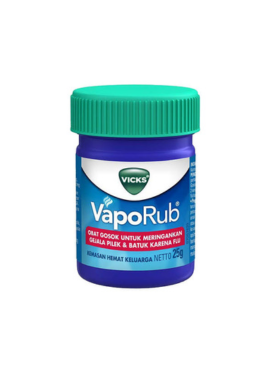 VICKS
VapoRub®
OBAT GOSOK UNTUK MERINGANKAN
GEJALA PILEK & BATUK KARENA FLU
KEMASAN HEMAT KELUARGA NETTO 25g